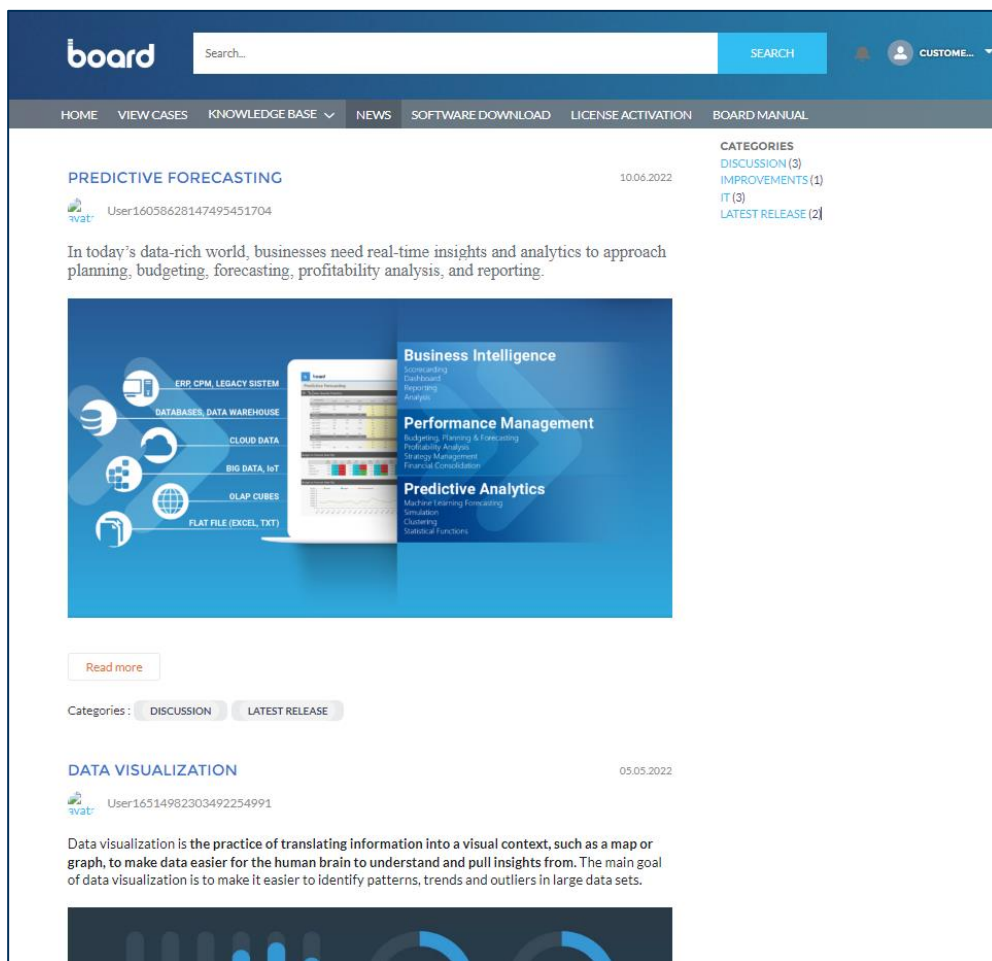 board
Search...
SEARCH
CUSTOME...
HOME VIEW CASES KNOWLEDGE BASE NEWS SOFTWARE DOWNLOAD LICENSE ACTIVATION BOARD MANUAL
CATEGORIES
DISCUSSION (3)
IMPROVEMENTS (1)
IT (3)
LATEST RELEASE (2)
PREDICTIVE FORECASTING 10.06.2022
User16058628147495451704
In today's data-rich world, businesses need real-time insights and analytics to approach
planning, budgeting, forecasting, profitability analysis, and reporting.
ERP, CPM, LEGACY SISTEM
DATABASES, DATA WAREHOUSE
CLOUD DATA
BIG DATA, IoT
OLAP CUBES
FLAT FILE (EXCEL, TXT)
board
Predictive Forecasting
Business Intelligence
Scorecarding
Dashboard
Reporting
Analysis
Performance Management
Budgeting, Planning & Forecasting
Profitability Analysis
Strategy Management
Financial Consolidation
Predictive Analytics
Machine Learning Forecasting
Simulation
Clustering
Statistical Functions
Read more
Categories : DISCUSSION LATEST RELEASE
DATA VISUALIZATION 05.05.2022
User16514982303492254991
Data visualization is the practice of translating information into a visual context, such as a map or
graph, to make data easier for the human brain to understand and pull insights from. The main goal
of data visualization is to make it easier to identify patterns, trends and outliers in large data sets.